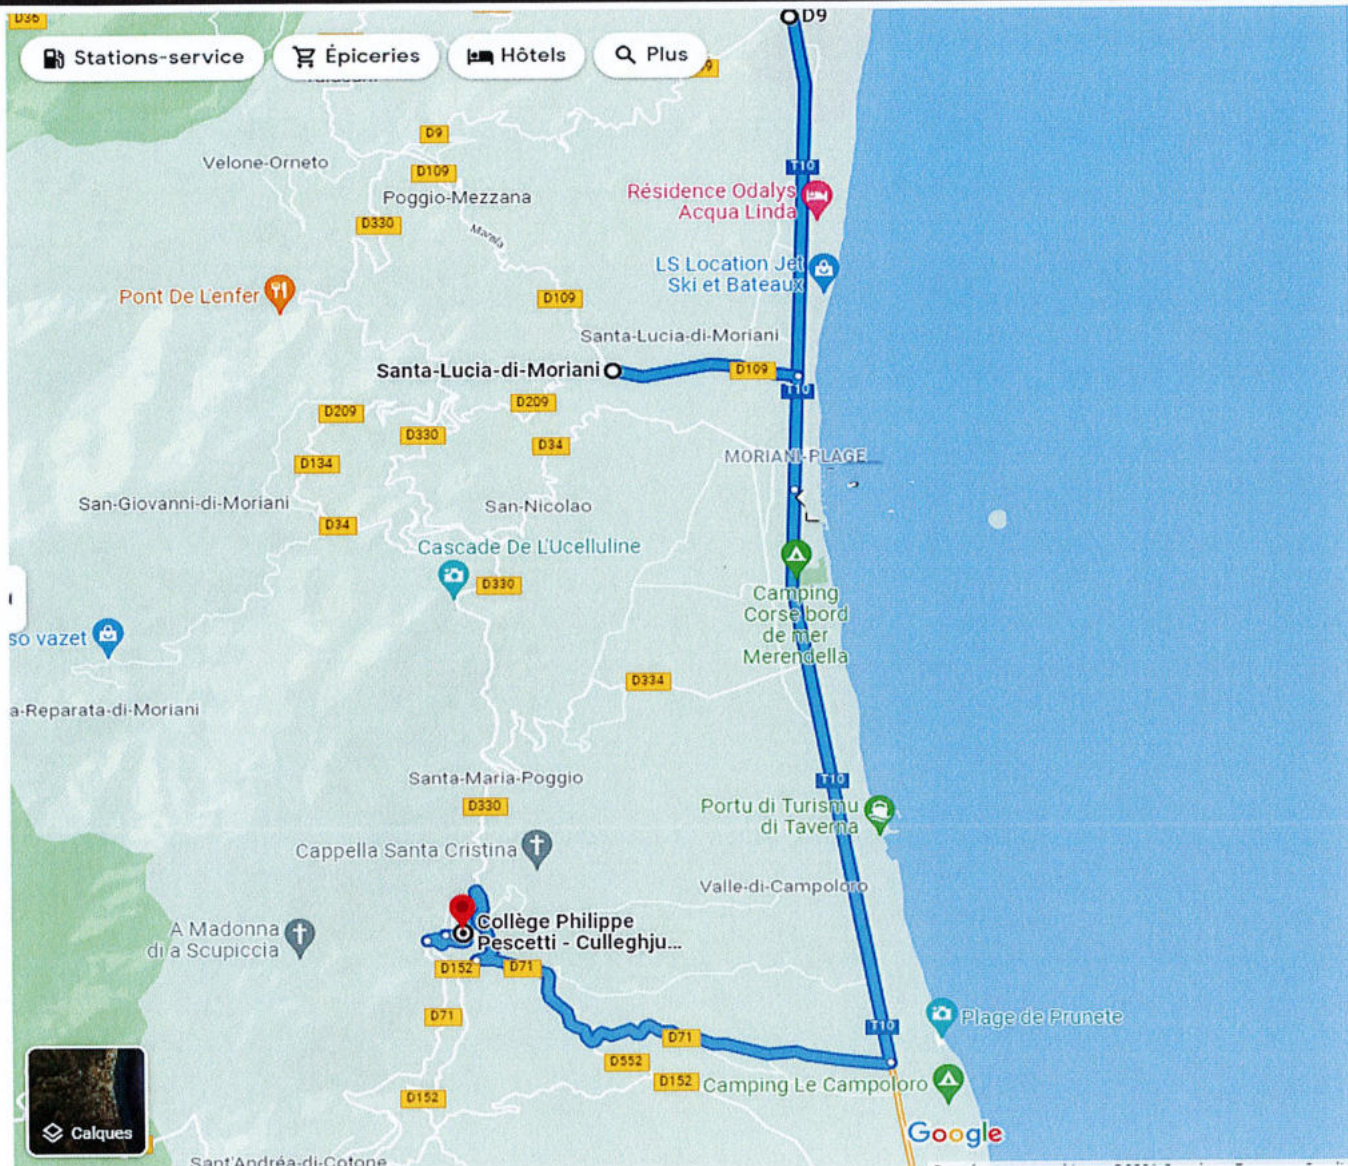 D36
D9
Stations-service
Épiceries
Hôtels
Plus
D9
Velone-Orneto
D109
T10
Poggio-Mezzana
Résidence Odalys
Acqua Linda
D330
LS Location Jet
Ski et Bateaux
Pont De L'enfer
D109
Santa-Lucia-di-Moriani
Santa-Lucia-di-Moriani
D109
T10
D209
D209
D330
D34
MORIANI-PLAGE
D134
San-Giovanni-di-Moriani
San-Nicolao
D34
Cascade De L'Ucelluline
D330
Camping
Corse bord
de mer
Merendella
so vazet
D334
a-Reparata-di-Moriani
Santa-Maria-Poggio
T10
D330
Portu di Turismu
di Taverna
Cappella Santa Cristina
Valle-di-Campoloro
A Madonna
di a Scupiccia
Collège Philippe
Pescetti - Culleghju...
D152
D71
D71
Plage de Prunete
T10
D71
D552
D152
Camping Le Campoloro
D152
Calques
Google
Sant'Andréa-di-Cotone